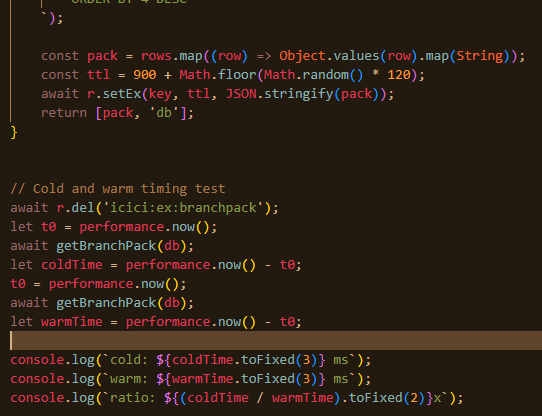 ORDER BY 4 DESC
`);
const pack = rows.map((row) => Object.values(row).map(String));
const ttl = 900 + Math.floor(Math.random() * 120);
await r.setEx(key, ttl, JSON.stringify(pack));
return [pack, 'db'];
}
// Cold and warm timing test
await r.del('icici:ex:branchpack');
let t0 = performance.now();
await getBranchPack(db);
let coldTime = performance.now() - t0;
t0 = performance.now();
await getBranchPack(db);
let warmTime = performance.now() - t0;
console.log(`cold: ${coldTime.toFixed(3)} ms`);
console.log(`warm: ${warmTime.toFixed(3)} ms`);
console.log(`ratio: ${(coldTime / warmTime).toFixed(2)}x`);